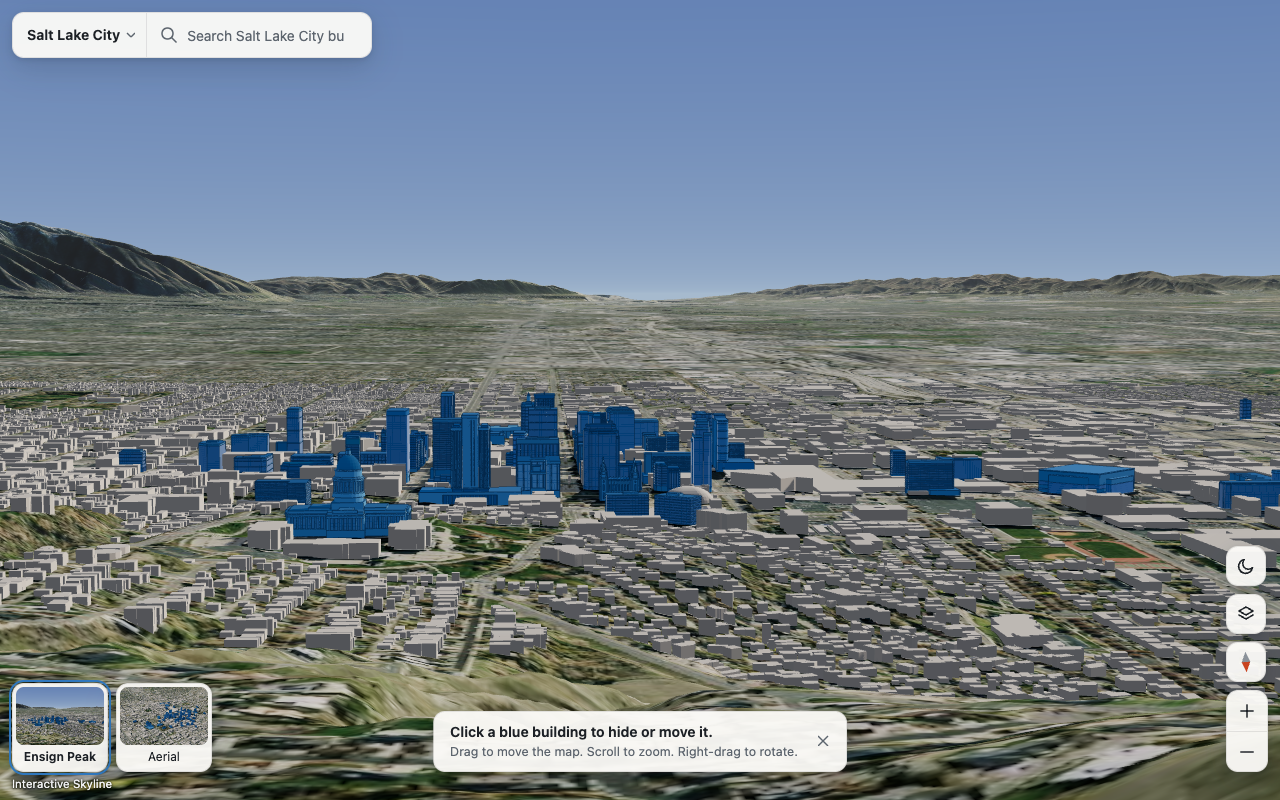 Salt Lake City
Search Salt Lake City bu
Click a blue building to hide or move it.
Drag to move the map. Scroll to zoom. Right-drag to rotate.
Ensign Peak
Aerial
Interactive Skyline